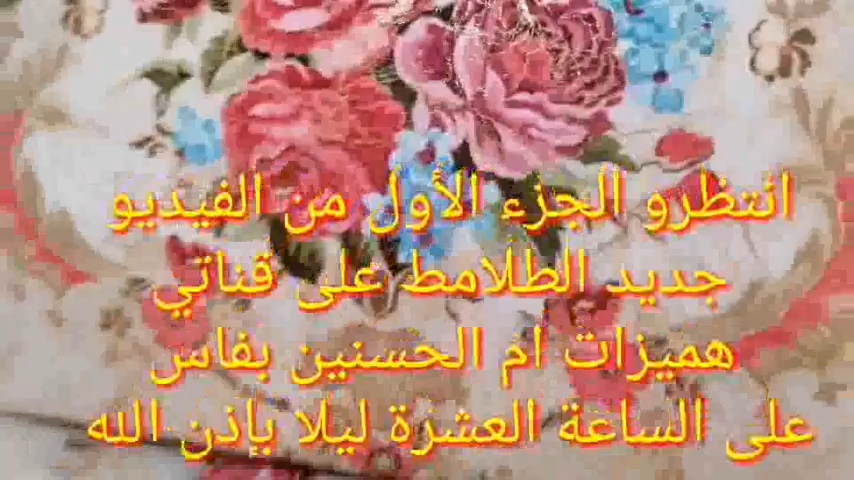 انتظرو الجزء الأول من الفيديو
جديد الطلامط على قناتي
هميزات ام الحسنين بفاس
على الساعة العشرة ليلا بإذن الله